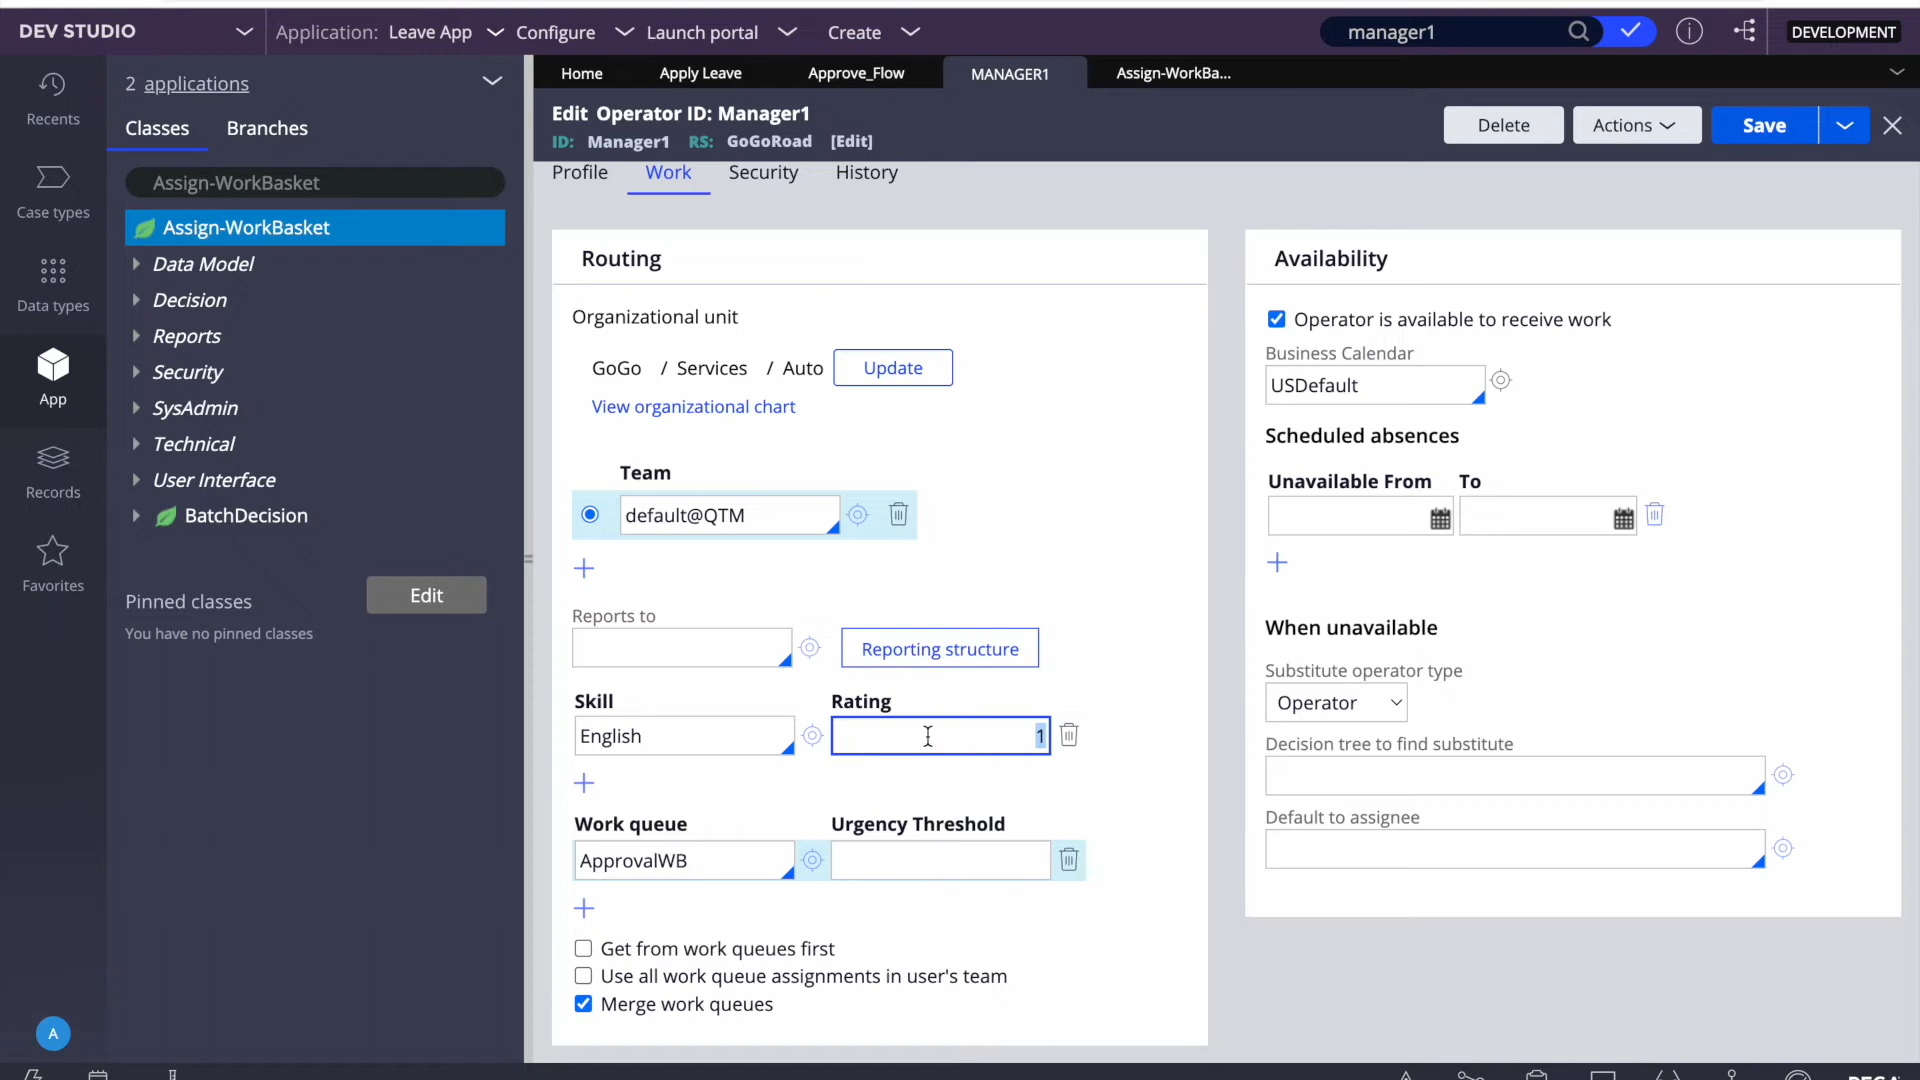 DEV STUDIO
Application: Leave App
Configure
Launch portal
Create
manager1
DEVELOPMENT
Recents
Case types
Data types
App
Records
Favorites
A
2 applications
Classes
Branches
Assign-WorkBasket
Assign-WorkBasket
Data Model
Decision
Reports
Security
SysAdmin
Technical
User Interface
BatchDecision
Pinned classes
Edit
You have no pinned classes
Home
Apply Leave
Approve_Flow
MANAGER1
Assign-WorkBa...
Edit Operator ID: Manager1
ID: Manager1 RS: GoGoRoad [Edit]
Delete
Actions
Save
Profile
Work
Security
History
Routing
Organizational unit
GoGo / Services / Auto
Update
View organizational chart
Team
default@QTM
Reports to
Reporting structure
Skill
Rating
English
1
Work queue
Urgency Threshold
ApprovalWB
Get from work queues first
Use all work queue assignments in user's team
Merge work queues
Availability
Operator is available to receive work
Business Calendar
USDefault
Scheduled absences
Unavailable From
To
When unavailable
Substitute operator type
Operator
Decision tree to find substitute
Default to assignee